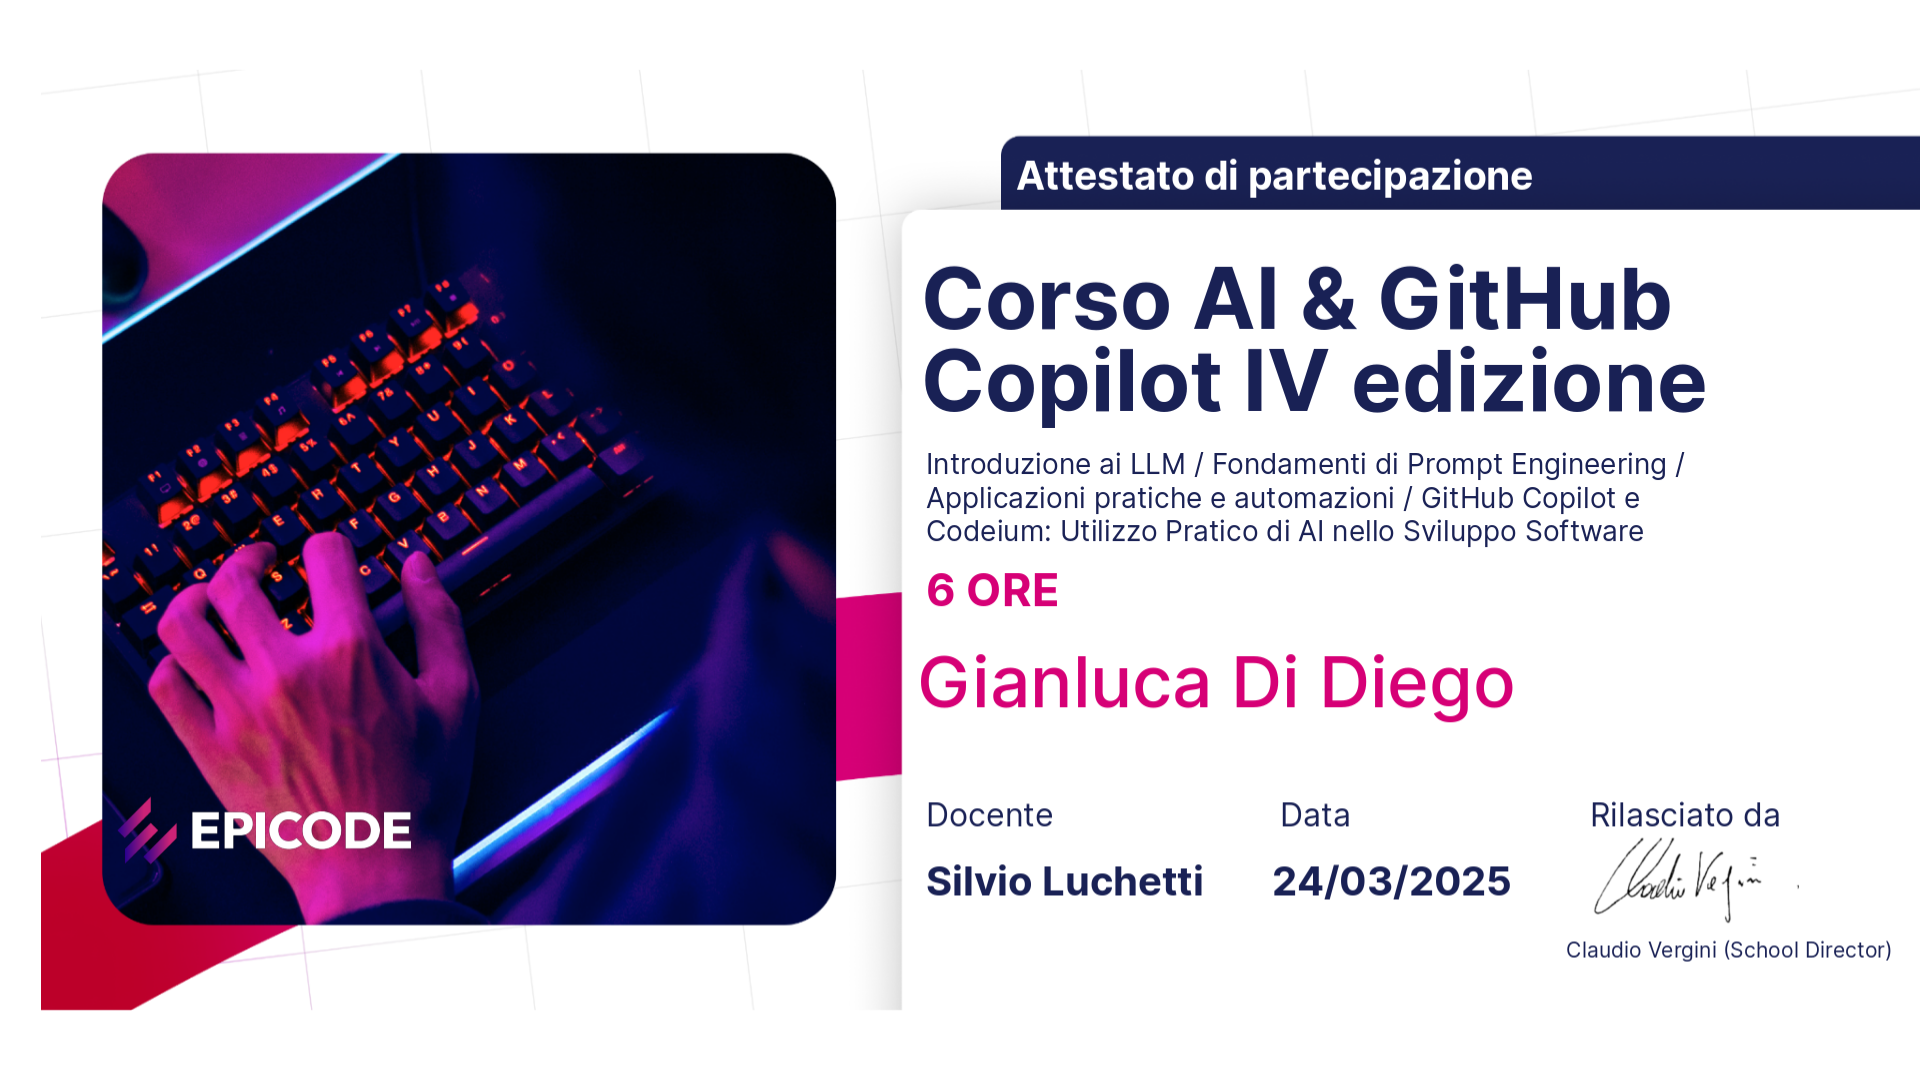 Attestato di partecipazione
Corso AI & GitHub
Copilot IV edizione
Introduzione ai LLM / Fondamenti di Prompt Engineering /
Applicazioni pratiche e automazioni / GitHub Copilot e
Codeium: Utilizzo Pratico di AI nello Sviluppo Software
6 ORE
Gianluca Di Diego
Docente
Data
Rilasciato da
Silvio Luchetti
24/03/2025
Claudio Vergini
Claudio Vergini (School Director)
EPICODE